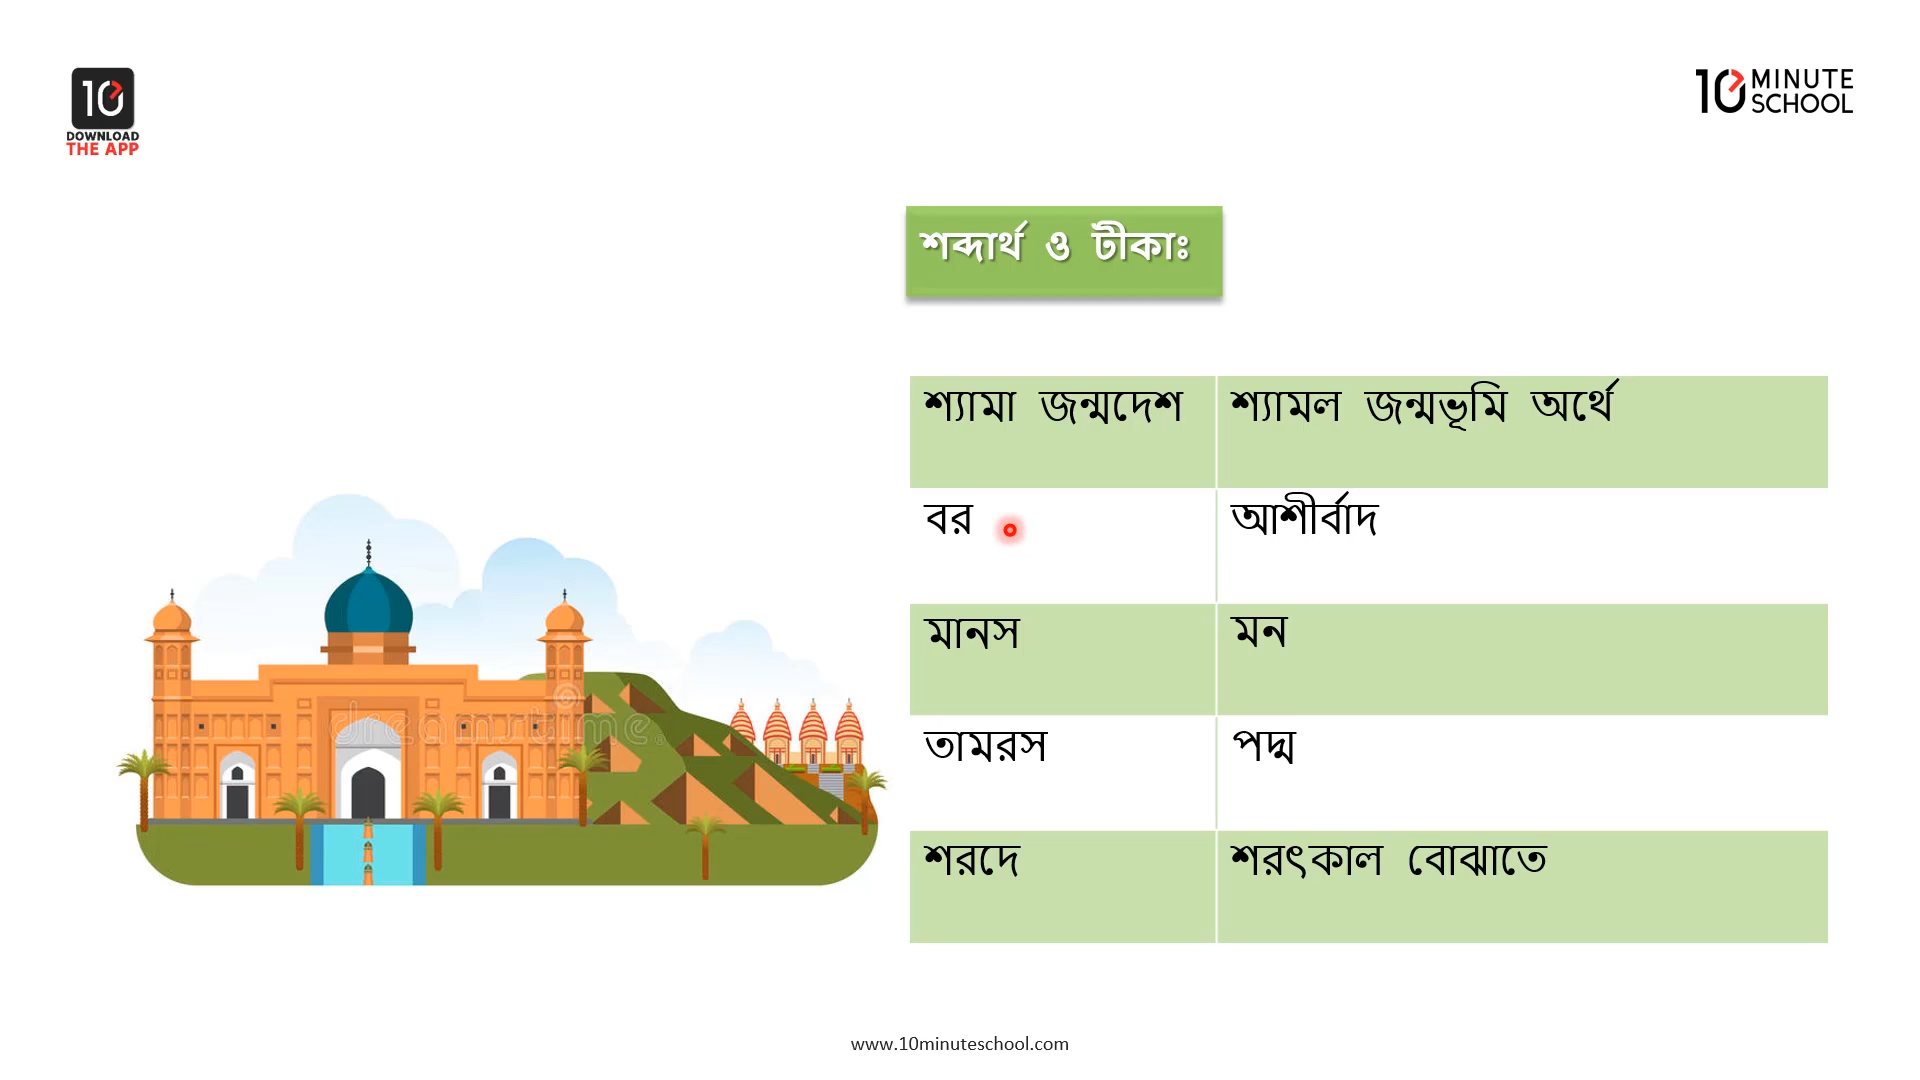 10
DOWNLOAD
THE APP
10 MINUTE
SCHOOL
শব্দার্থ ও টীকাঃ
শ্যামা জন্মদেশ শ্যামল জন্মভূমি অর্থে
বর আশীর্বাদ
মানস মন
তামরস পদ্ম
শরদে শরৎকাল বোঝাতে
dreamstime.
www.10minuteschool.com